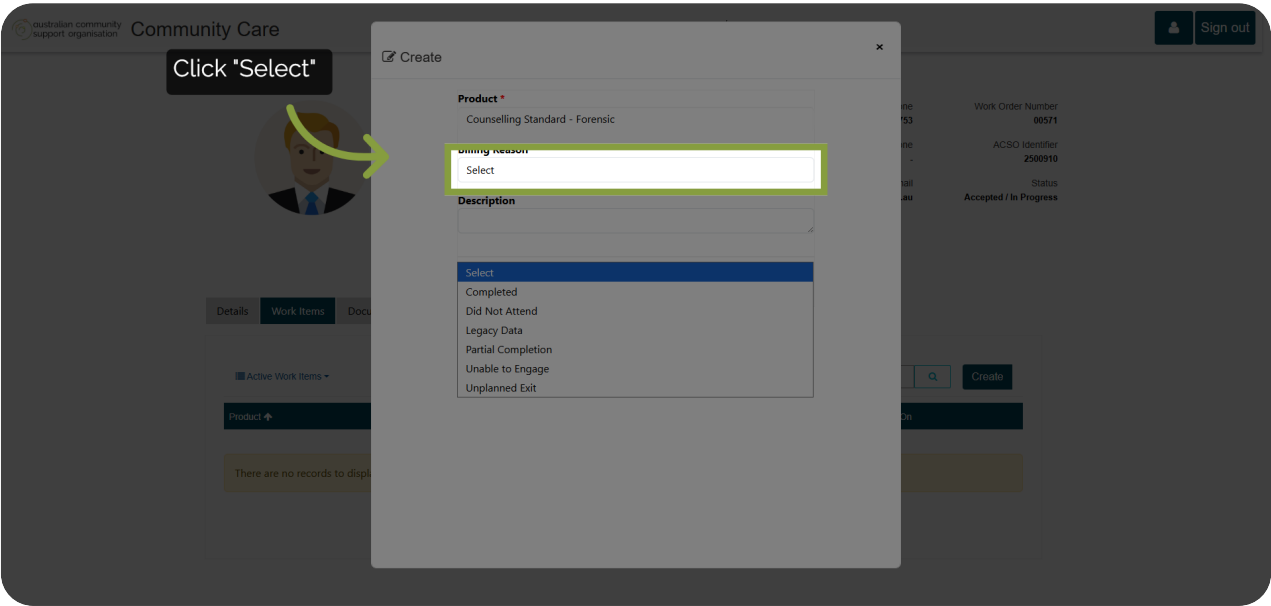 australian community
support organisation
Community Care
Sign out
Click "Select"
Create
×
Product *
Counselling Standard - Forensic
Billing Reason
Select
Description
Select
Completed
Did Not Attend
Legacy Data
Partial Completion
Unable to Engage
Unplanned Exit
Work Order Number
00571
ACSO Identifier
2500910
Status
Accepted / In Progress
.au
Details
Work Items
Active Work Items
Create
Product
On
There are no records to